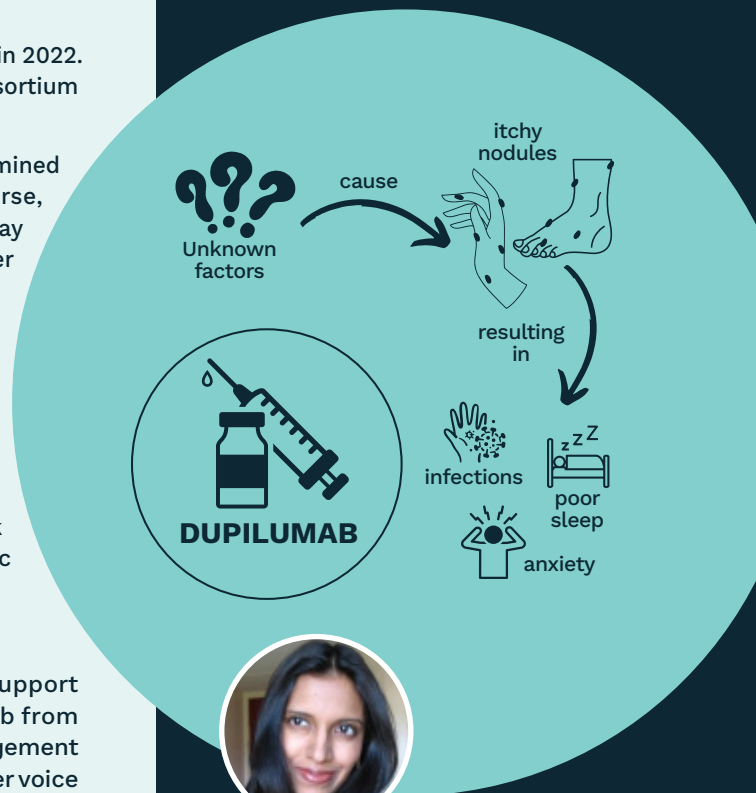 in 2022.
sortium
mined
rse,
ay
er
c
upport
b from
gement
er voice
itchy
nodules
cause
Unknown
factors
resulting
in
DUPILUMAB
infections
z z Z
poor
sleep
anxiety